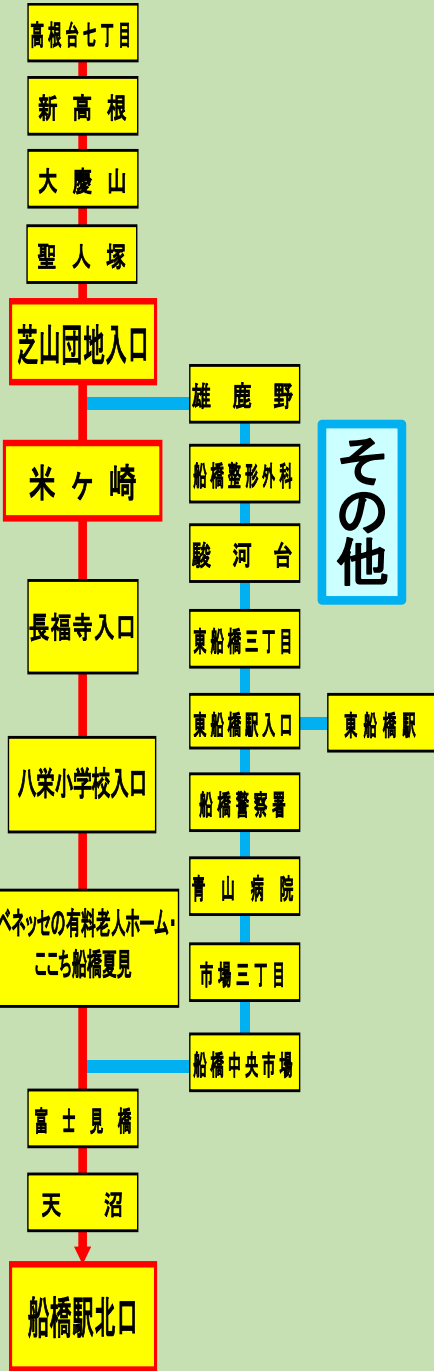 高根台七丁目
新高根
大慶山
聖人塚
芝山団地入口
米ヶ崎
長福寺入口
八栄小学校入口
ベネッセの有料老人ホーム・
ここち船橋夏見
富士見橋
天沼
船橋駅北口
雄鹿野
船橋整形外科
駿河台
東船橋三丁目
東船橋駅入口
東船橋駅
船橋警察署
青山病院
市場三丁目
船橋中央市場
その他